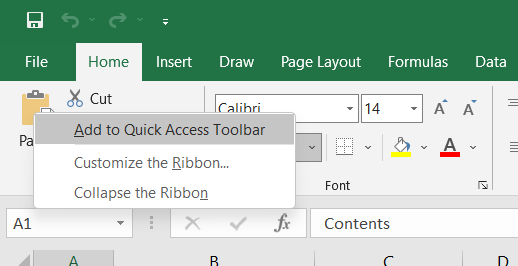 File Home Insert Draw Page Layout Formulas Data
Cut
Calibri 14 A A
Add to Quick Access Toolbar
Customize the Ribbon...
A
Collapse the Ribbon
Font
A1 fx Contents
A B C D